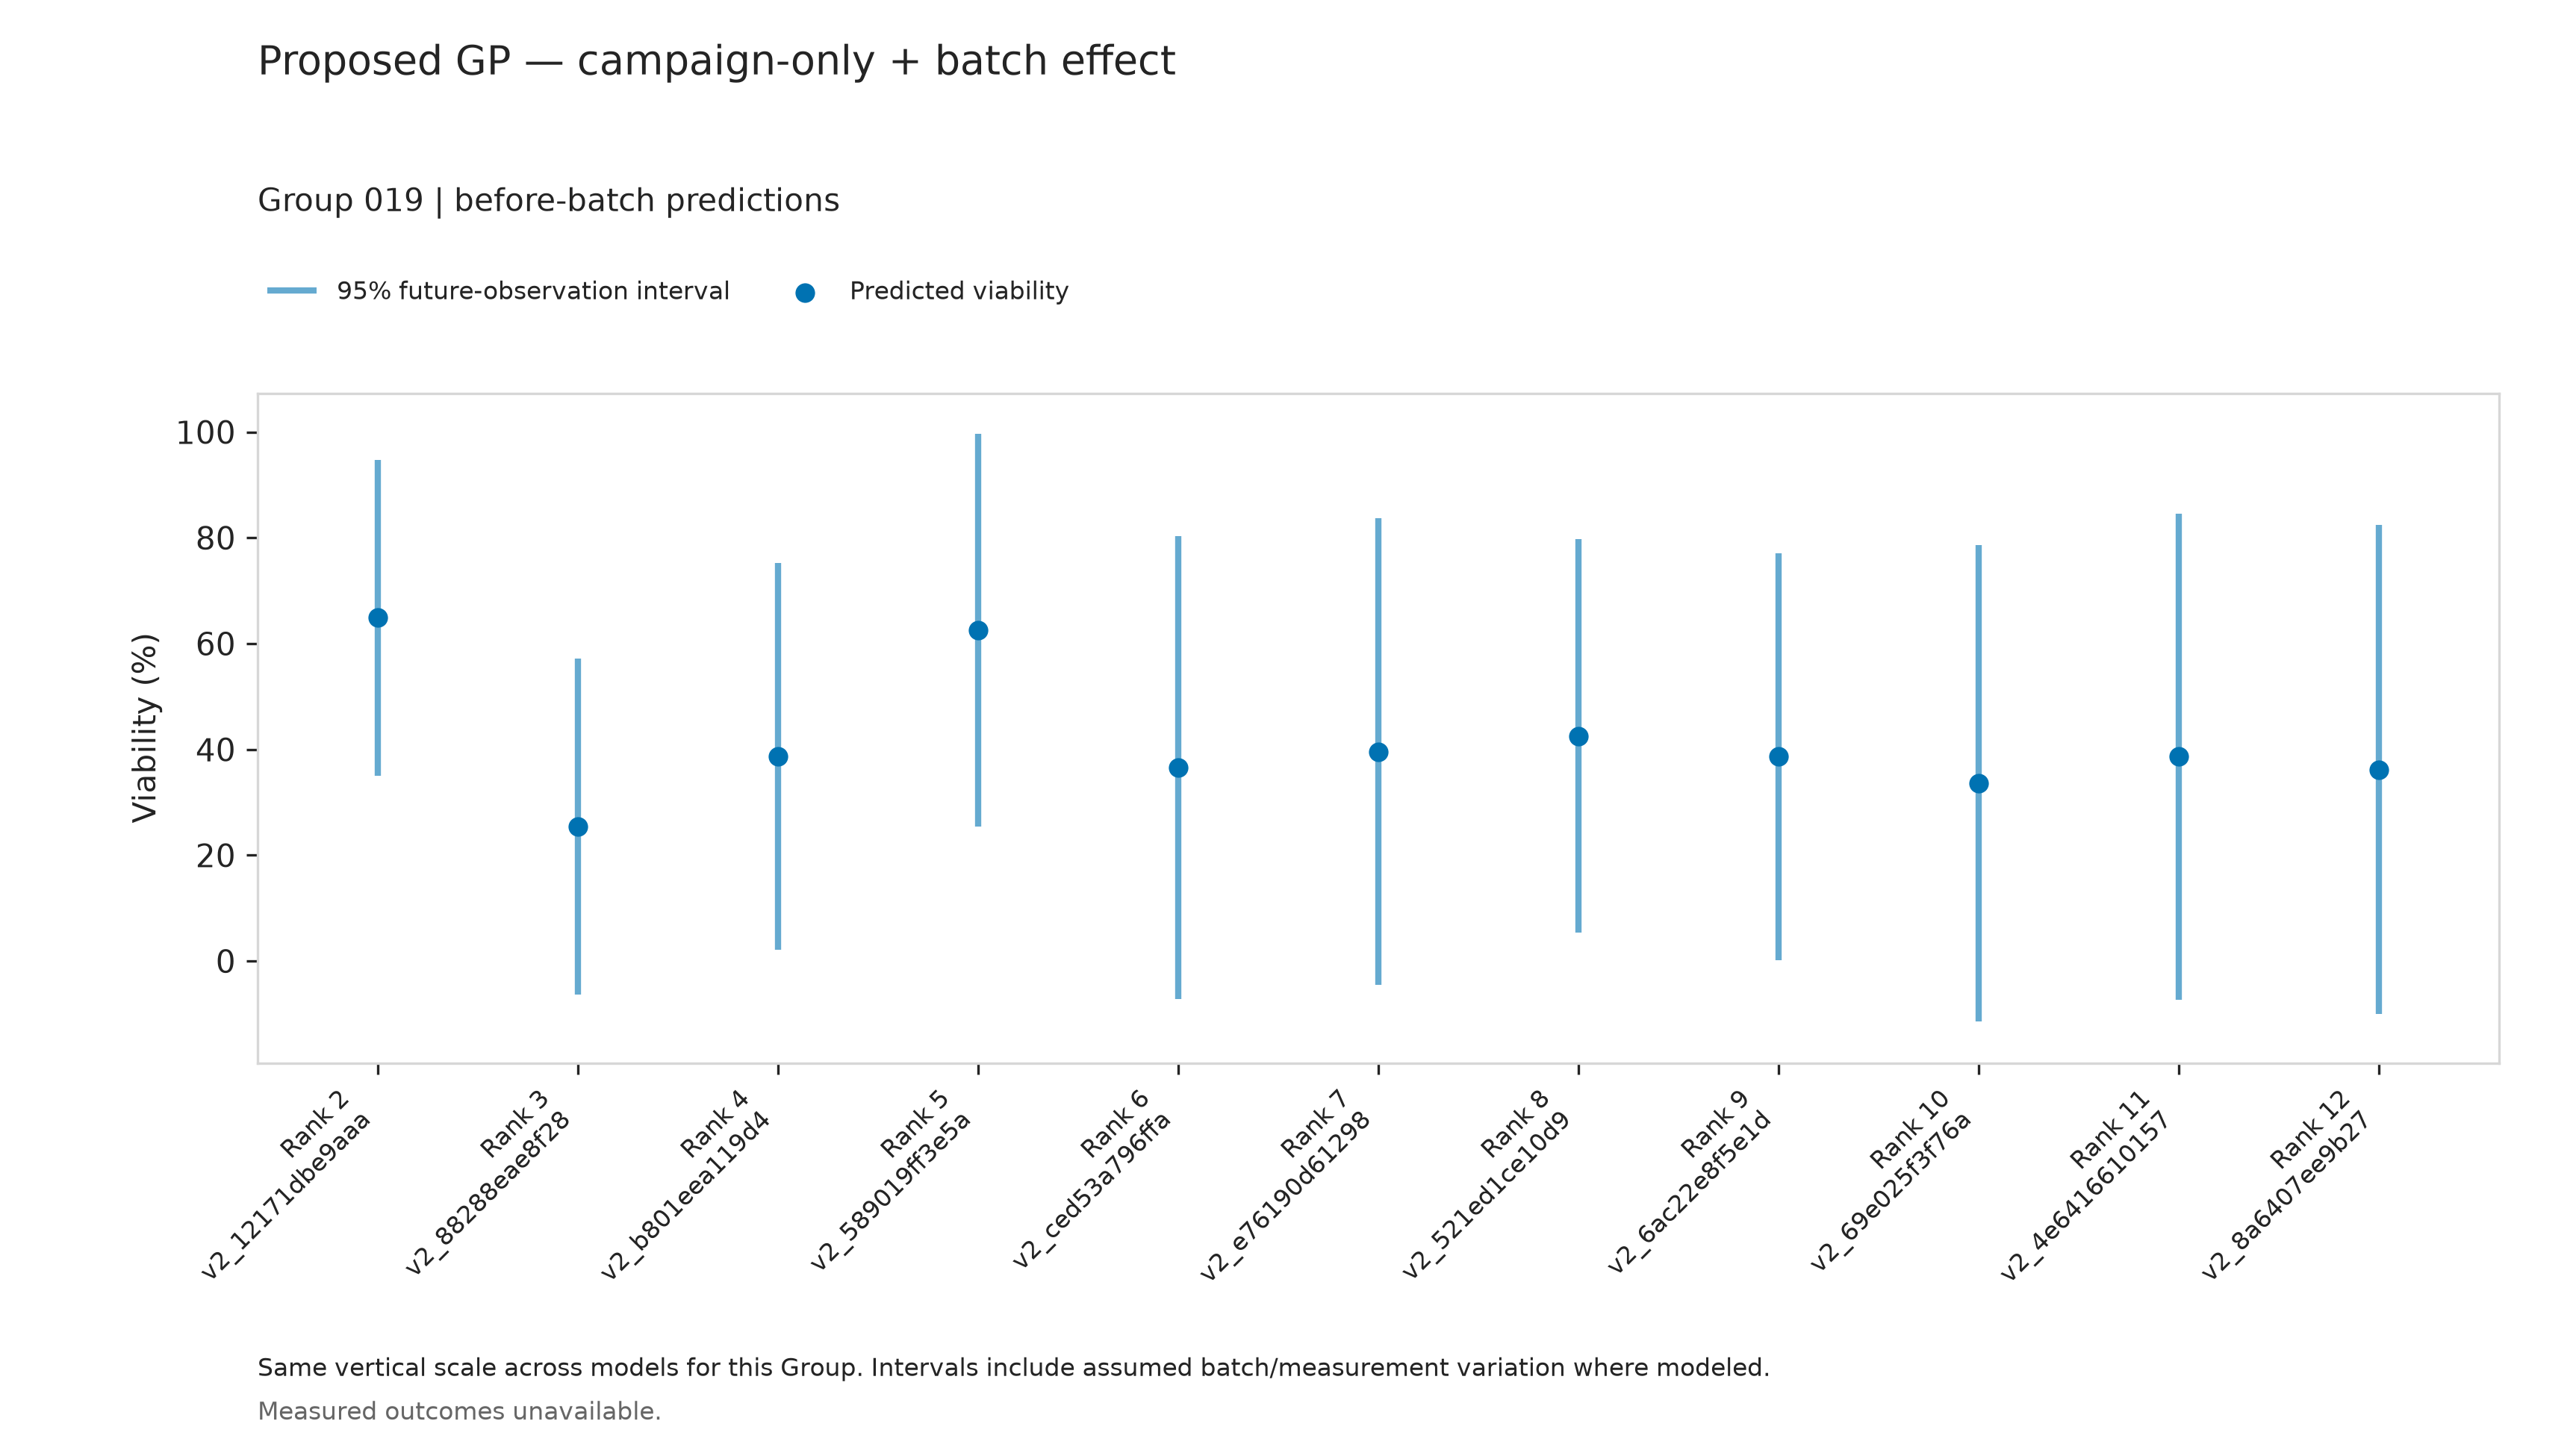 Proposed GP — campaign-only + batch effect
Group 019 | before-batch predictions
95% future-observation interval
Predicted viability
Viability (%)
100
80
60
40
20
0
Rank 2
v2_12171dbe9aaa
Rank 3
v2_88288eae8f28
Rank 4
v2_b801eea119d4
Rank 5
v2_589019ff3e5a
Rank 6
v2_ced53a796ffa
Rank 7
v2_e76190d61298
Rank 8
v2_521ed1ce10d9
Rank 9
v2_6ac22e8f5e1d
Rank 10
v2_69e025f3f76a
Rank 11
v2_4e6416610157
Rank 12
v2_8a6407ee9b27
Same vertical scale across models for this Group. Intervals include assumed batch/measurement variation where modeled.
Measured outcomes unavailable.